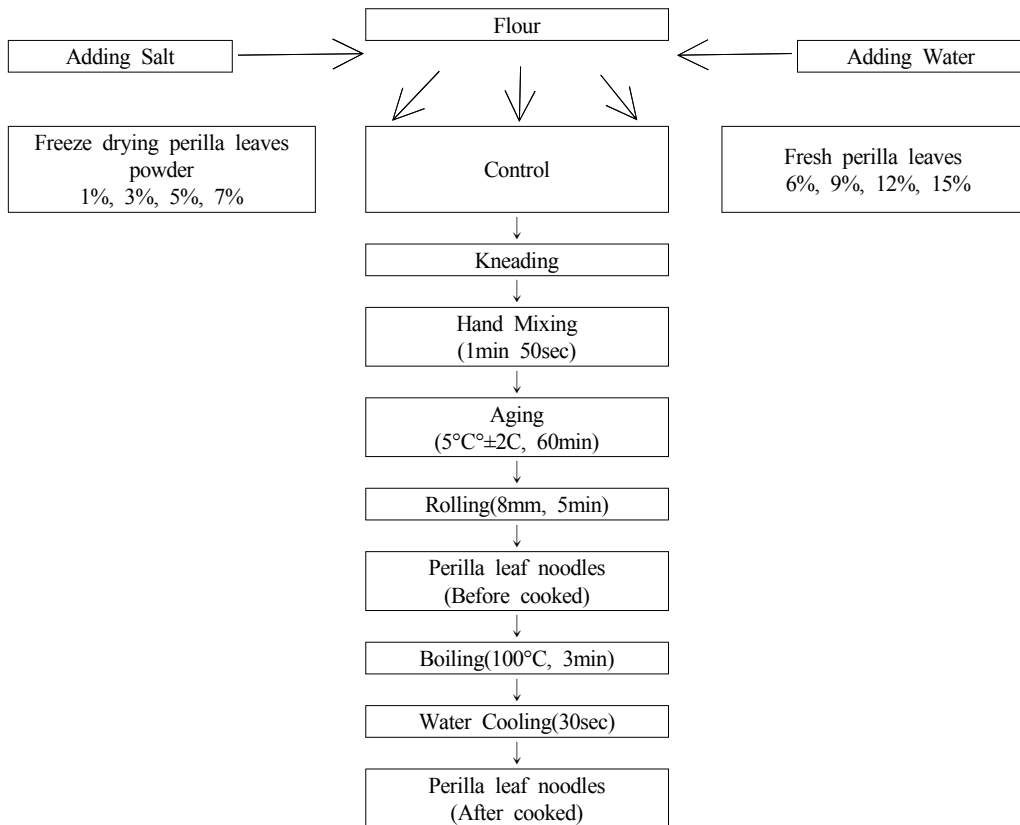 Flour
Adding Salt
Adding Water
Freeze drying perilla leaves
powder
1%, 3%, 5%, 7%
Control
Fresh perilla leaves
6%, 9%, 12%, 15%
Kneading
Hand Mixing
(1min 50sec)
Aging
(5°C°±2C, 60min)
Rolling(8mm, 5min)
Perilla leaf noodles
(Before cooked)
Boiling(100°C, 3min)
Water Cooling(30sec)
Perilla leaf noodles
(After cooked)